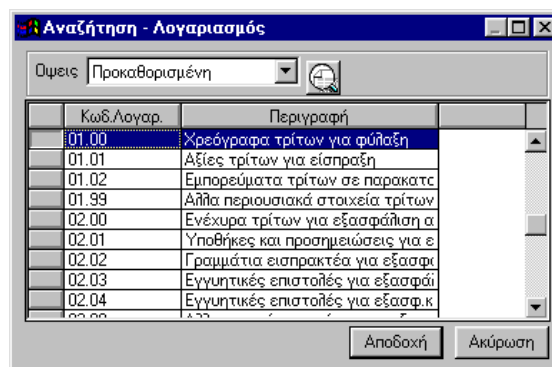 Αναζήτηση - Λογαριασμός
Οψεις Προκαθορισμένη
Κωδ.Λογαρ. Περιγραφή
01.00 Χρεόγραφα τρίτων για φύλαξη
01.01 Αξίες τρίτων για είσπραξη
01.02 Εμπορεύματα τρίτων σε παρακατα
01.99 Αλλα περιουσιακά στοιχεία τρίτων
02.00 Ενέχυρα τρίτων για εξασφάλιση α
02.01 Υποθήκες και προσημειώσεις για ε
02.02 Γραμμάτια εισπρακτέα για εξασφα
02.03 Εγγυητικές επιστολές για εξασφάλ
02.04 Εγγυητικές επιστολές για εξασφ.κ
Αποδοχή Ακύρωση